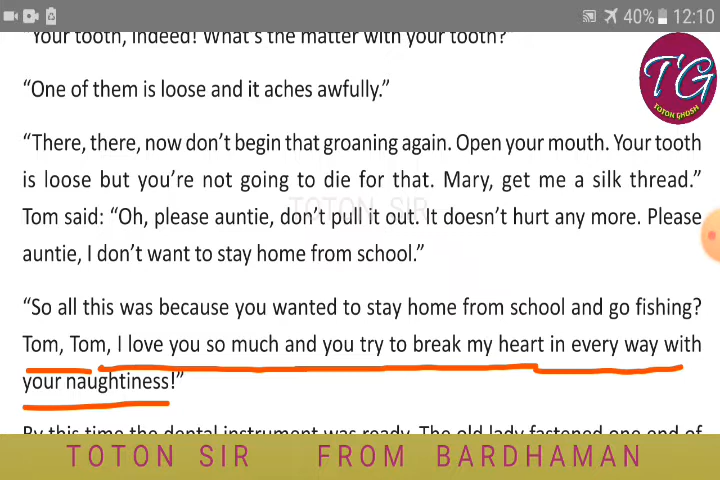 40% 12:10
"Your tooth, indeed! What's the matter with your tooth?
T'G
TOTON GHOSH
"One of them is loose and it aches awfully."
"There, there, now don't begin that groaning again. Open your mouth. Your tooth
is loose but you're not going to die for that. Mary, get me a silk thread."
TOTON SIR
Tom said: "Oh, please auntie, don't pull it out. It doesn't hurt any more. Please
auntie, I don't want to stay home from school."
"So all this was because you wanted to stay home from school and go fishing?
Tom, Tom, I love you so much and you try to break my heart in every way with
your naughtiness!"
By this time the dental instrument was ready. The old lady fastened one end of
TOTON SIR FROM BARDHAMAN